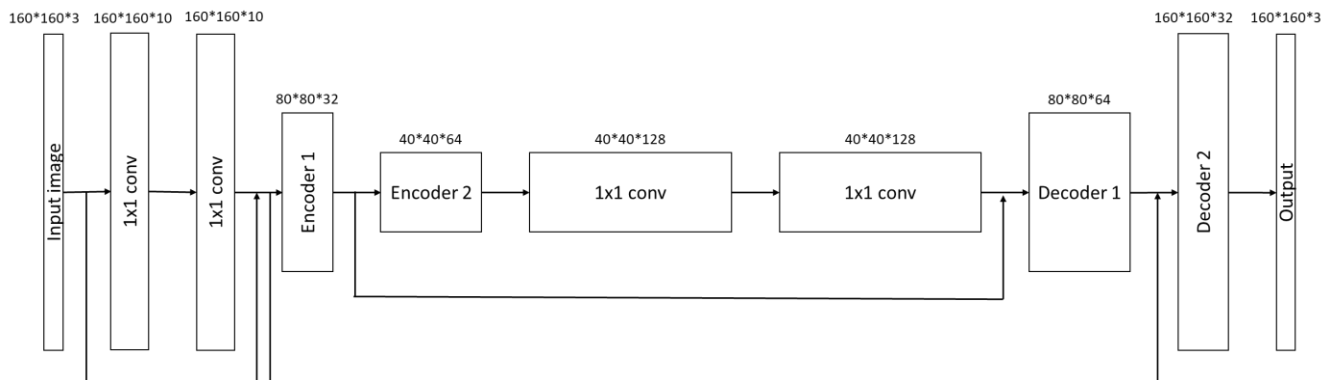 160*160*3
160*160*10
160*160*10
160*160*32
160*160*3
80*80*32
80*80*64
40*40*64
40*40*128
40*40*128
Input image
1x1 conv
1x1 conv
Encoder 1
Encoder 2
1x1 conv
1x1 conv
Decoder 1
Decoder 2
Output